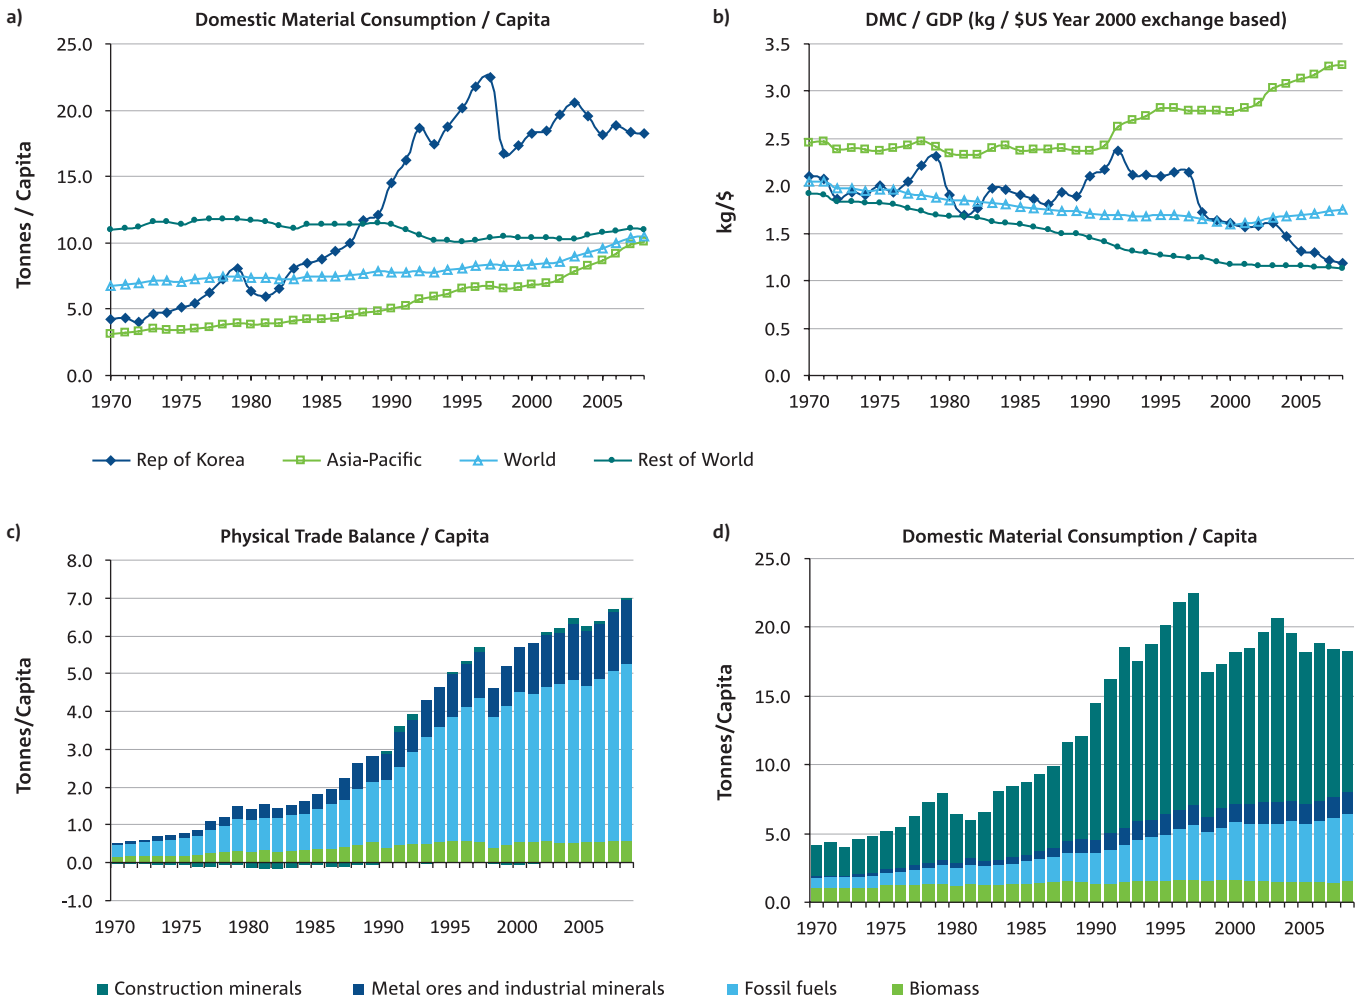 a)
Domestic Material Consumption / Capita
25.0
20.0
15.0
10.0
5.0
0.0
Tonnes / Capita
1970 1975 1980 1985 1990 1995 2000 2005
b)
DMC / GDP (kg / $US Year 2000 exchange based)
3.5
3.0
2.5
2.0
1.5
1.0
0.5
0.0
kg/$
1970 1975 1980 1985 1990 1995 2000 2005
Rep of Korea Asia-Pacific World Rest of World
c)
Physical Trade Balance / Capita
8.0
7.0
6.0
5.0
4.0
3.0
2.0
1.0
0.0
-1.0
Tonnes/Capita
1970 1975 1980 1985 1990 1995 2000 2005
d)
Domestic Material Consumption / Capita
25.0
20.0
15.0
10.0
5.0
0.0
Tonnes/Capita
1970 1975 1980 1985 1990 1995 2000 2005
Construction minerals Metal ores and industrial minerals Fossil fuels Biomass